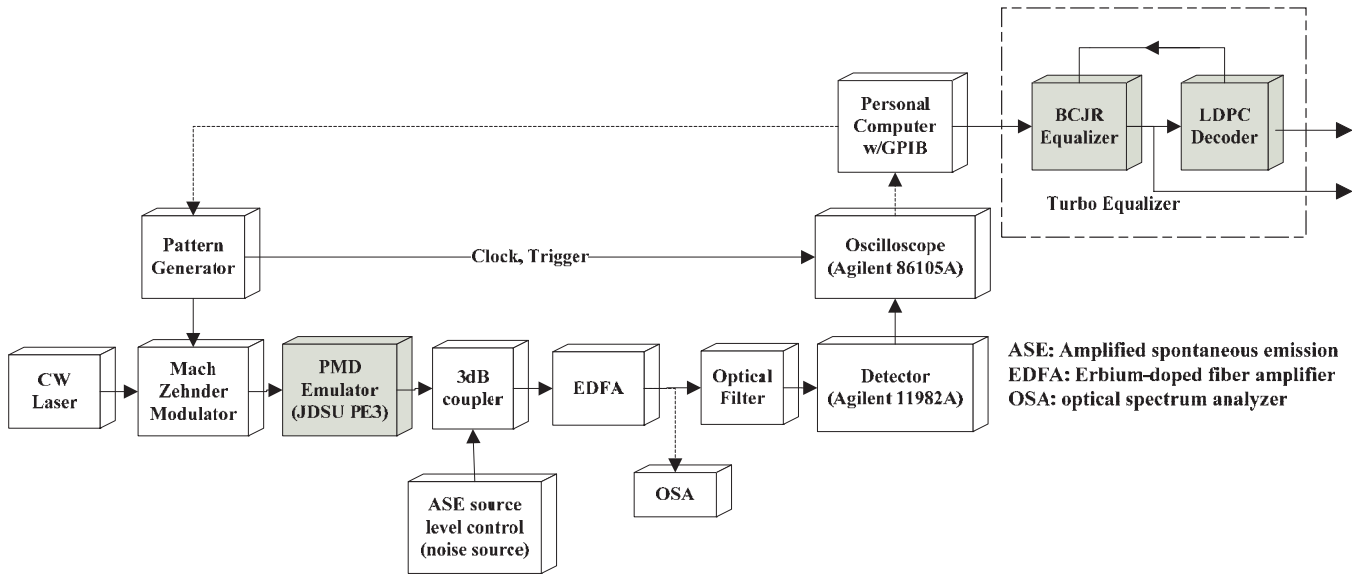 Personal
Computer
w/GPIB
BCJR
Equalizer
LDPC
Decoder
Turbo Equalizer
Pattern
Generator
Clock, Trigger
Oscilloscope
(Agilent 86105A)
CW
Laser
Mach
Zehnder
Modulator
PMD
Emulator
(JDSU PE3)
3dB
coupler
EDFA
Optical
Filter
Detector
(Agilent 11982A)
ASE: Amplified spontaneous emission
EDFA: Erbium-doped fiber amplifier
OSA: optical spectrum analyzer
ASE source
level control
(noise source)
OSA